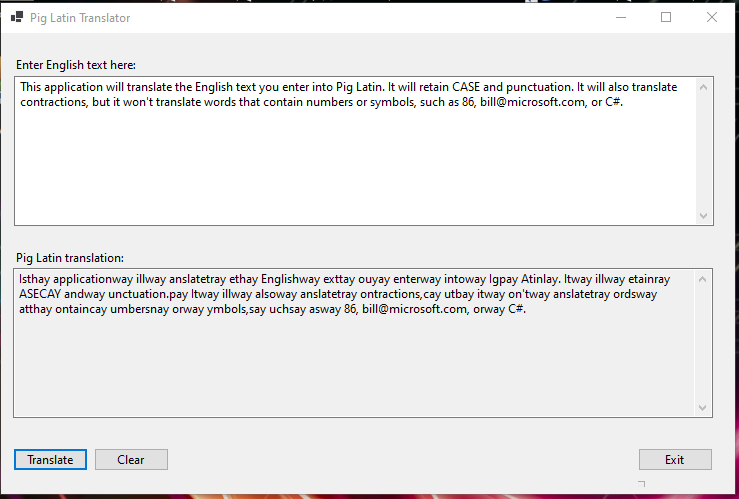 Pig Latin Translator
Enter English text here:
This application will translate the English text you enter into Pig Latin. It will retain CASE and punctuation. It will also translate
contractions, but it won't translate words that contain numbers or symbols, such as 86, bill@microsoft.com, or C#.
Pig Latin translation:
Isthay applicationway illway anslatetray ethay Englishway exttay ouyay enterway intoway Igpay Atinlay. Itway illway etainray
ASECAY andway unctuation.pay Itway illway alsoway anslatetray ontractions,cay utbay itway on'tway anslatetray ordsway
atthay ontaincay umbersnay orway ymbols,say uchsay asway 86, bill@microsoft.com, orway C#.
Translate Clear Exit